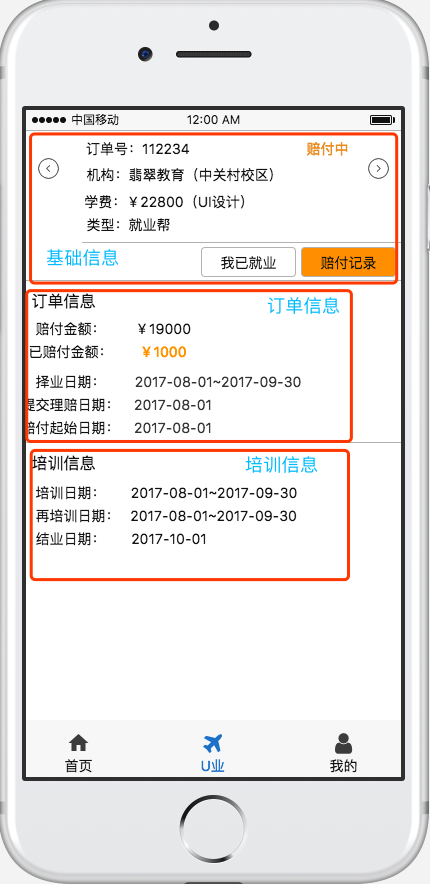 中国移动 12:00 AM
订单号：112234 赔付中
机构：翡翠教育（中关村校区）
学费：￥22800（UI设计）
类型：就业帮
基础信息 我已就业 赔付记录
订单信息 订单信息
赔付金额： ￥19000
已赔付金额： ￥1000
择业日期： 2017-08-01~2017-09-30
提交理赔日期： 2017-08-01
赔付起始日期： 2017-08-01
培训信息 培训信息
培训日期： 2017-08-01~2017-09-30
再培训日期： 2017-08-01~2017-09-30
结业日期： 2017-10-01
首页 U业 我的